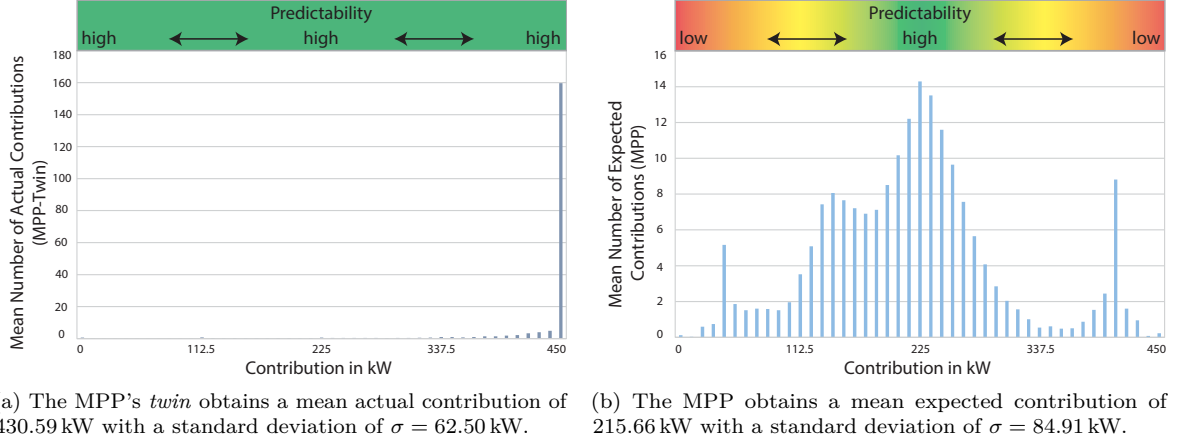 Predictability
high high high
180
160
140
120
100
80
60
40
20
0
Mean Number of Actual Contributions
(MPP-Twin)
0 112.5 225 337.5 450
Contribution in kW
a) The MPP's twin obtains a mean actual contribution of
430.59 kW with a standard deviation of σ = 62.50 kW.
Predictability
low high low
16
14
12
10
8
6
4
2
0
Mean Number of Expected
Contributions (MPP)
0 112.5 225 337.5 450
Contribution in kW
(b) The MPP obtains a mean expected contribution of
215.66 kW with a standard deviation of σ = 84.91 kW.